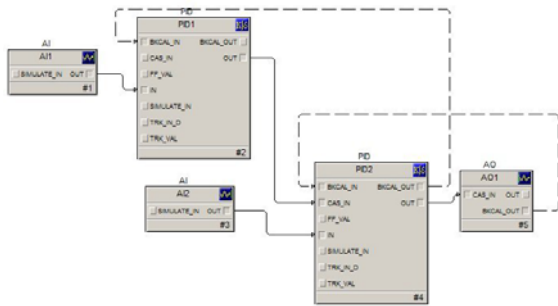 PID
PID1
BKCAL_IN BKCAL_OUT
CAS_IN OUT
FF_VAL
IN
SIMULATE_IN
TRK_IN_D
TRK_VAL
#2
AI
AI1
SIMULATE_IN OUT
#1
PID
PID2
BKCAL_IN BKCAL_OUT
CAS_IN OUT
FF_VAL
IN
SIMULATE_IN
TRK_IN_D
TRK_VAL
#4
AI
AI2
SIMULATE_IN OUT
#3
AO
AO1
CAS_IN OUT
BKCAL_OUT
#5